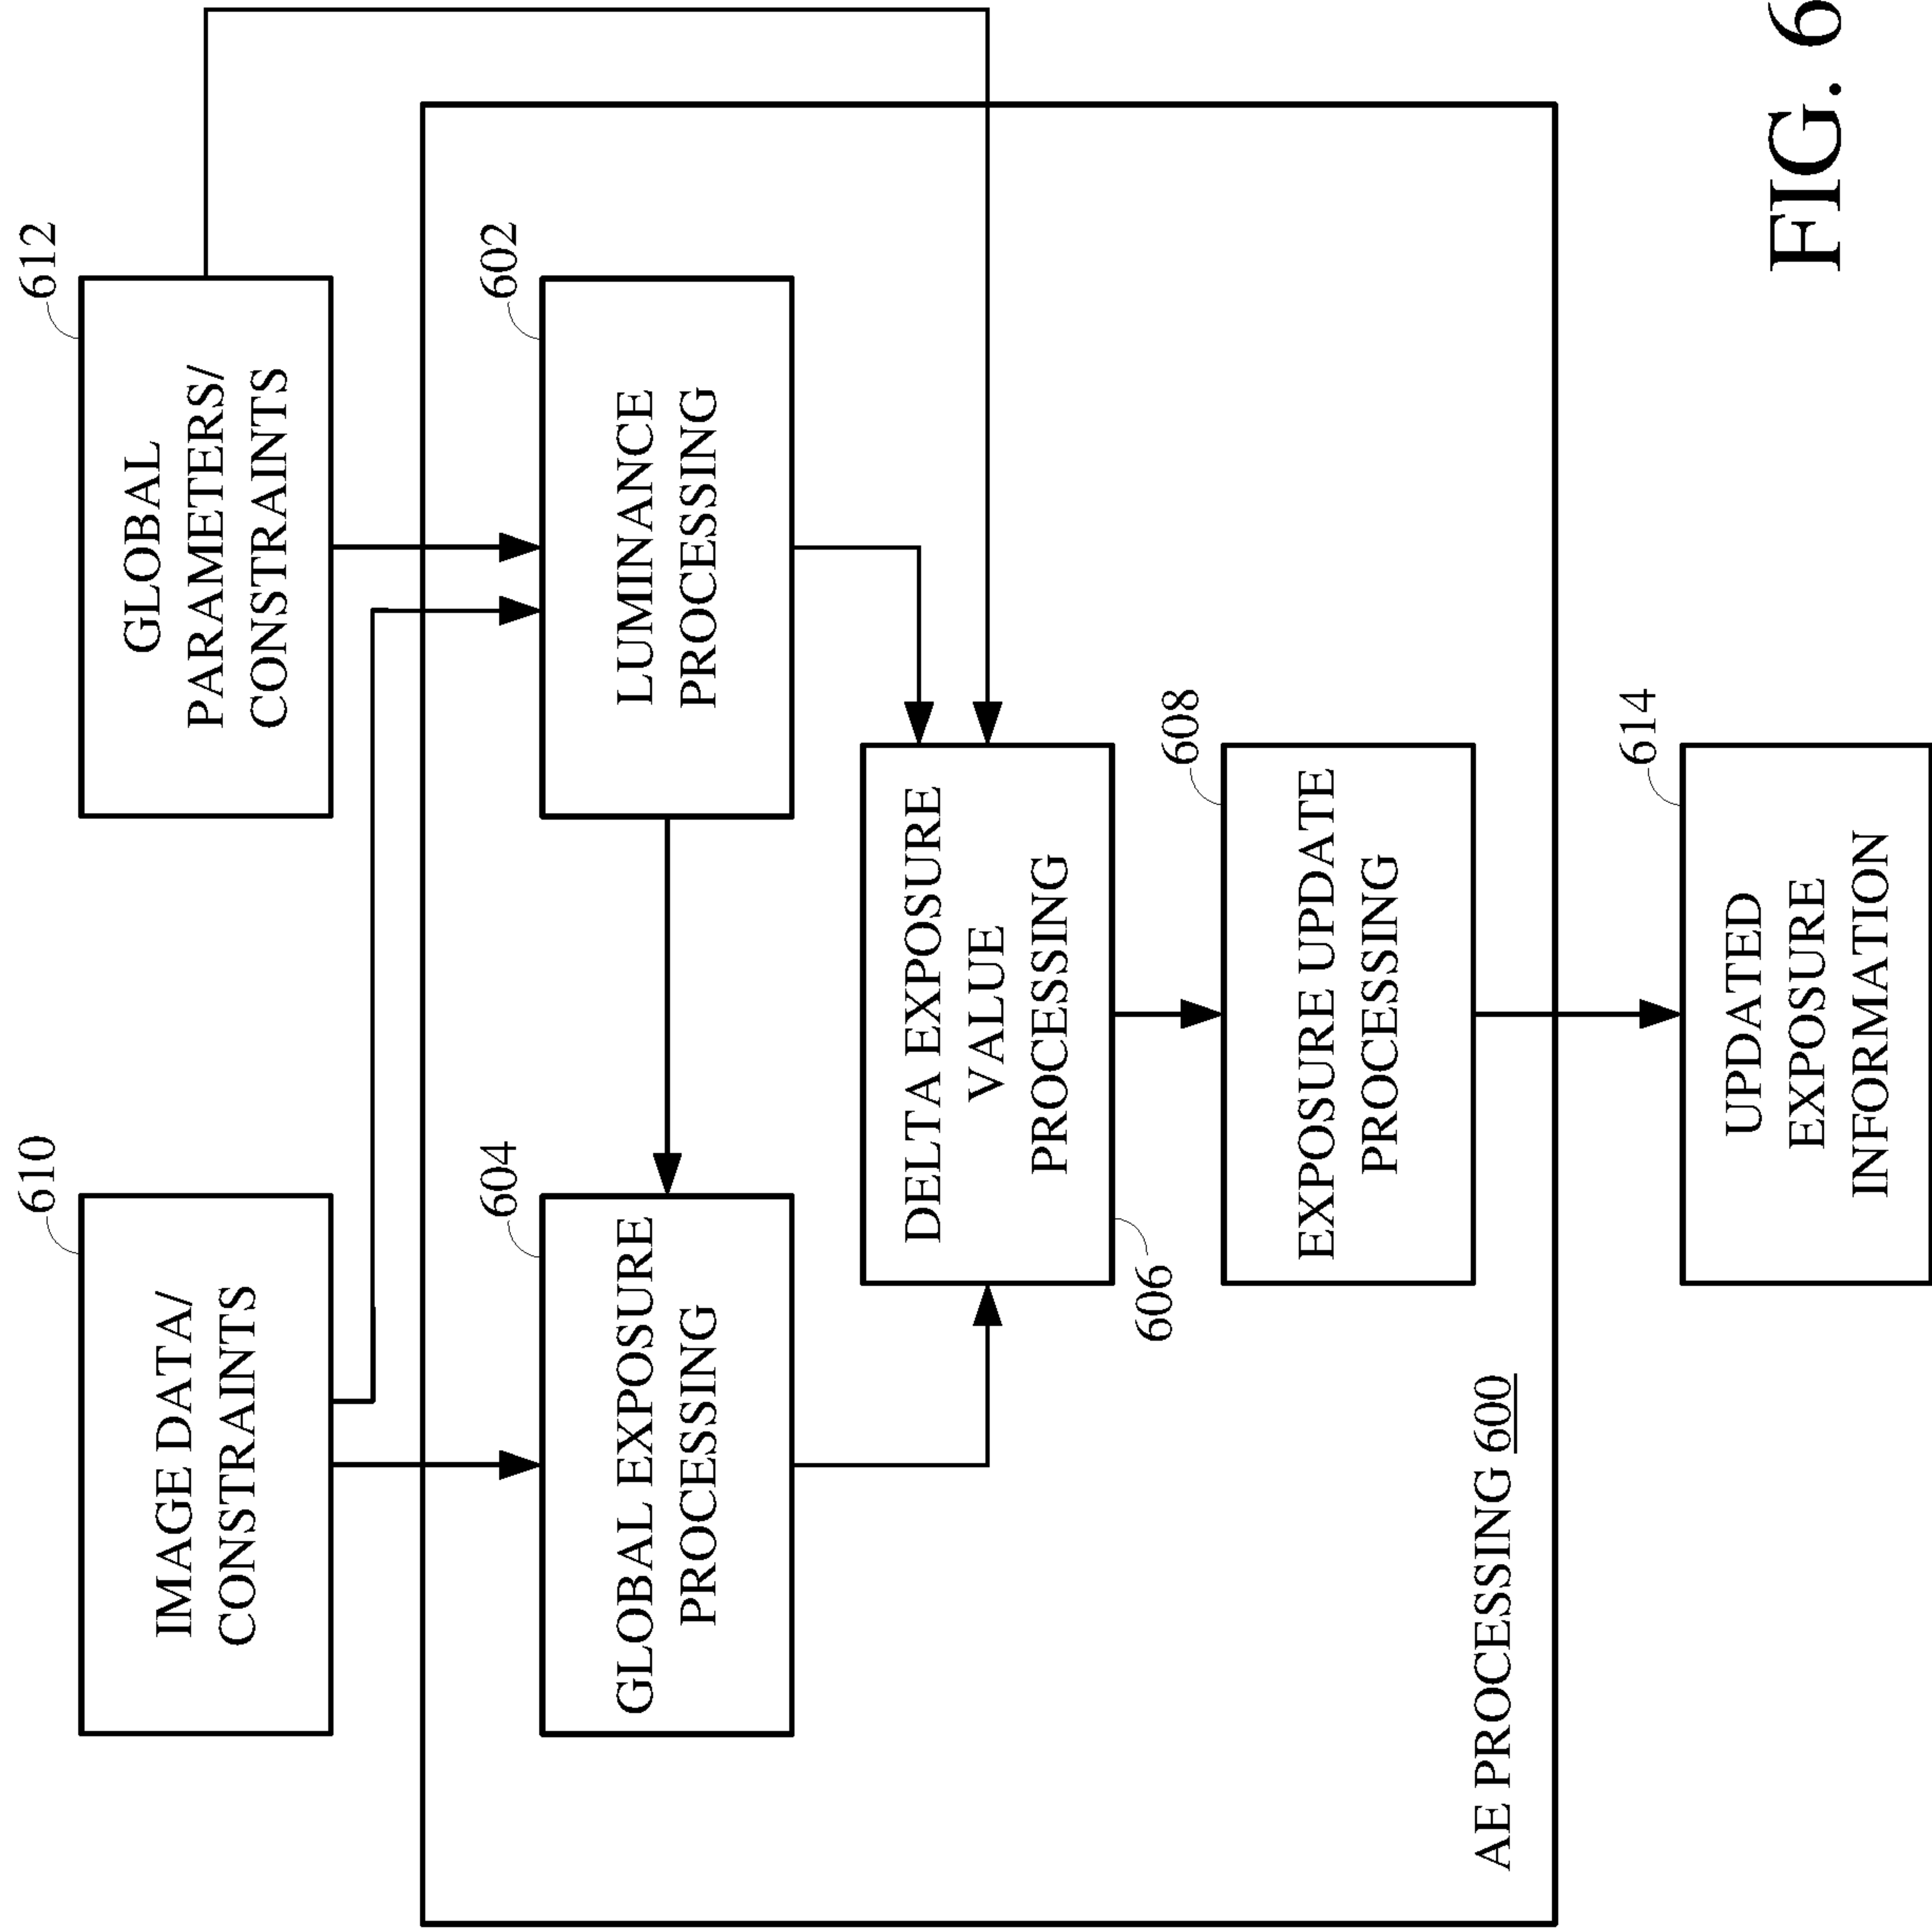 610
IMAGE DATA/
CONSTRAINTS
612
GLOBAL
PARAMETERS/
CONSTRAINTS
604
GLOBAL EXPOSURE
PROCESSING
602
LUMINANCE
PROCESSING
DELTA EXPOSURE
VALUE
PROCESSING
606
608
EXPOSURE UPDATE
PROCESSING
AE PROCESSING 600
614
UPDATED
EXPOSURE
INFORMATION
FIG. 6